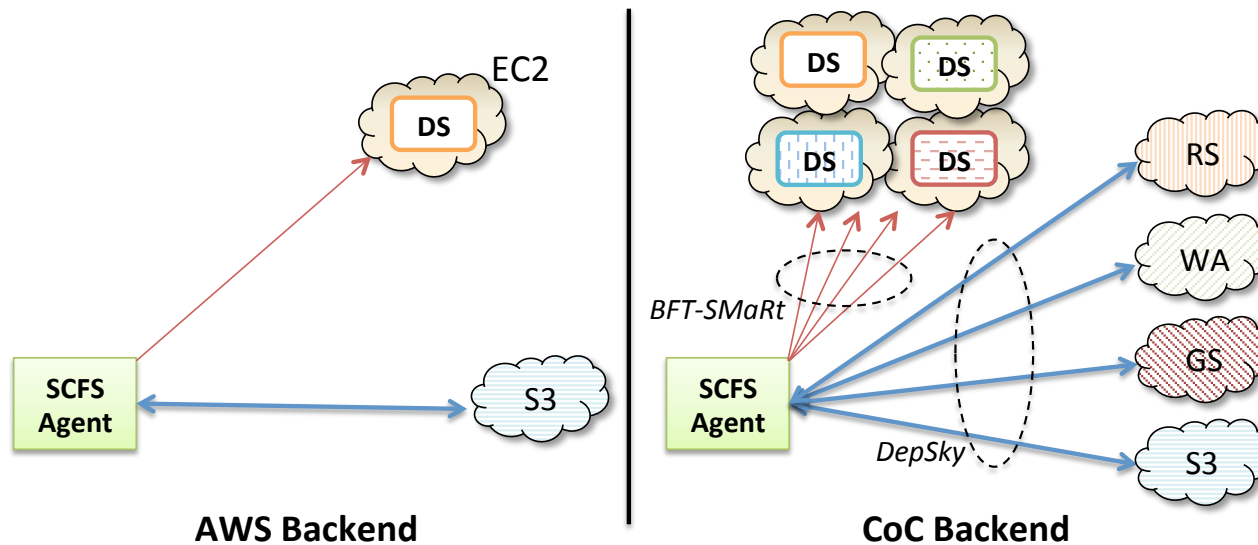 EC2
DS
SCFS
Agent
S3
AWS Backend
DS
DS
DS
DS
RS
WA
GS
S3
BFT-SMaRt
SCFS
Agent
DepSky
CoC Backend